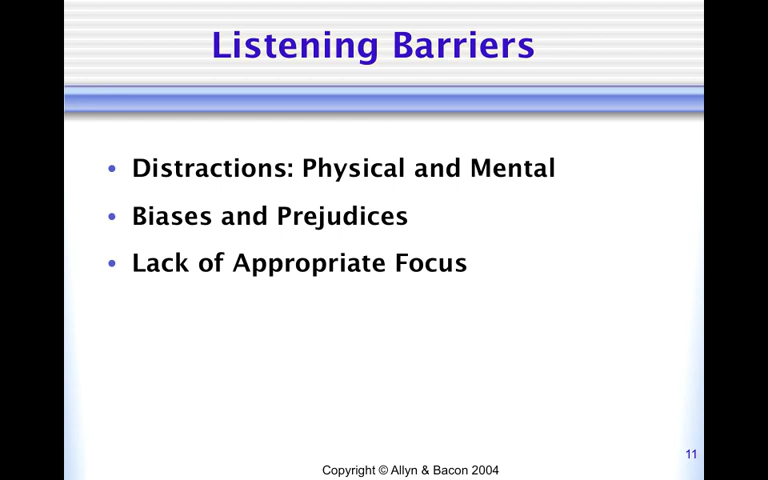 Listening Barriers
• Distractions: Physical and Mental
• Biases and Prejudices
• Lack of Appropriate Focus
11
Copyright © Allyn & Bacon 2004